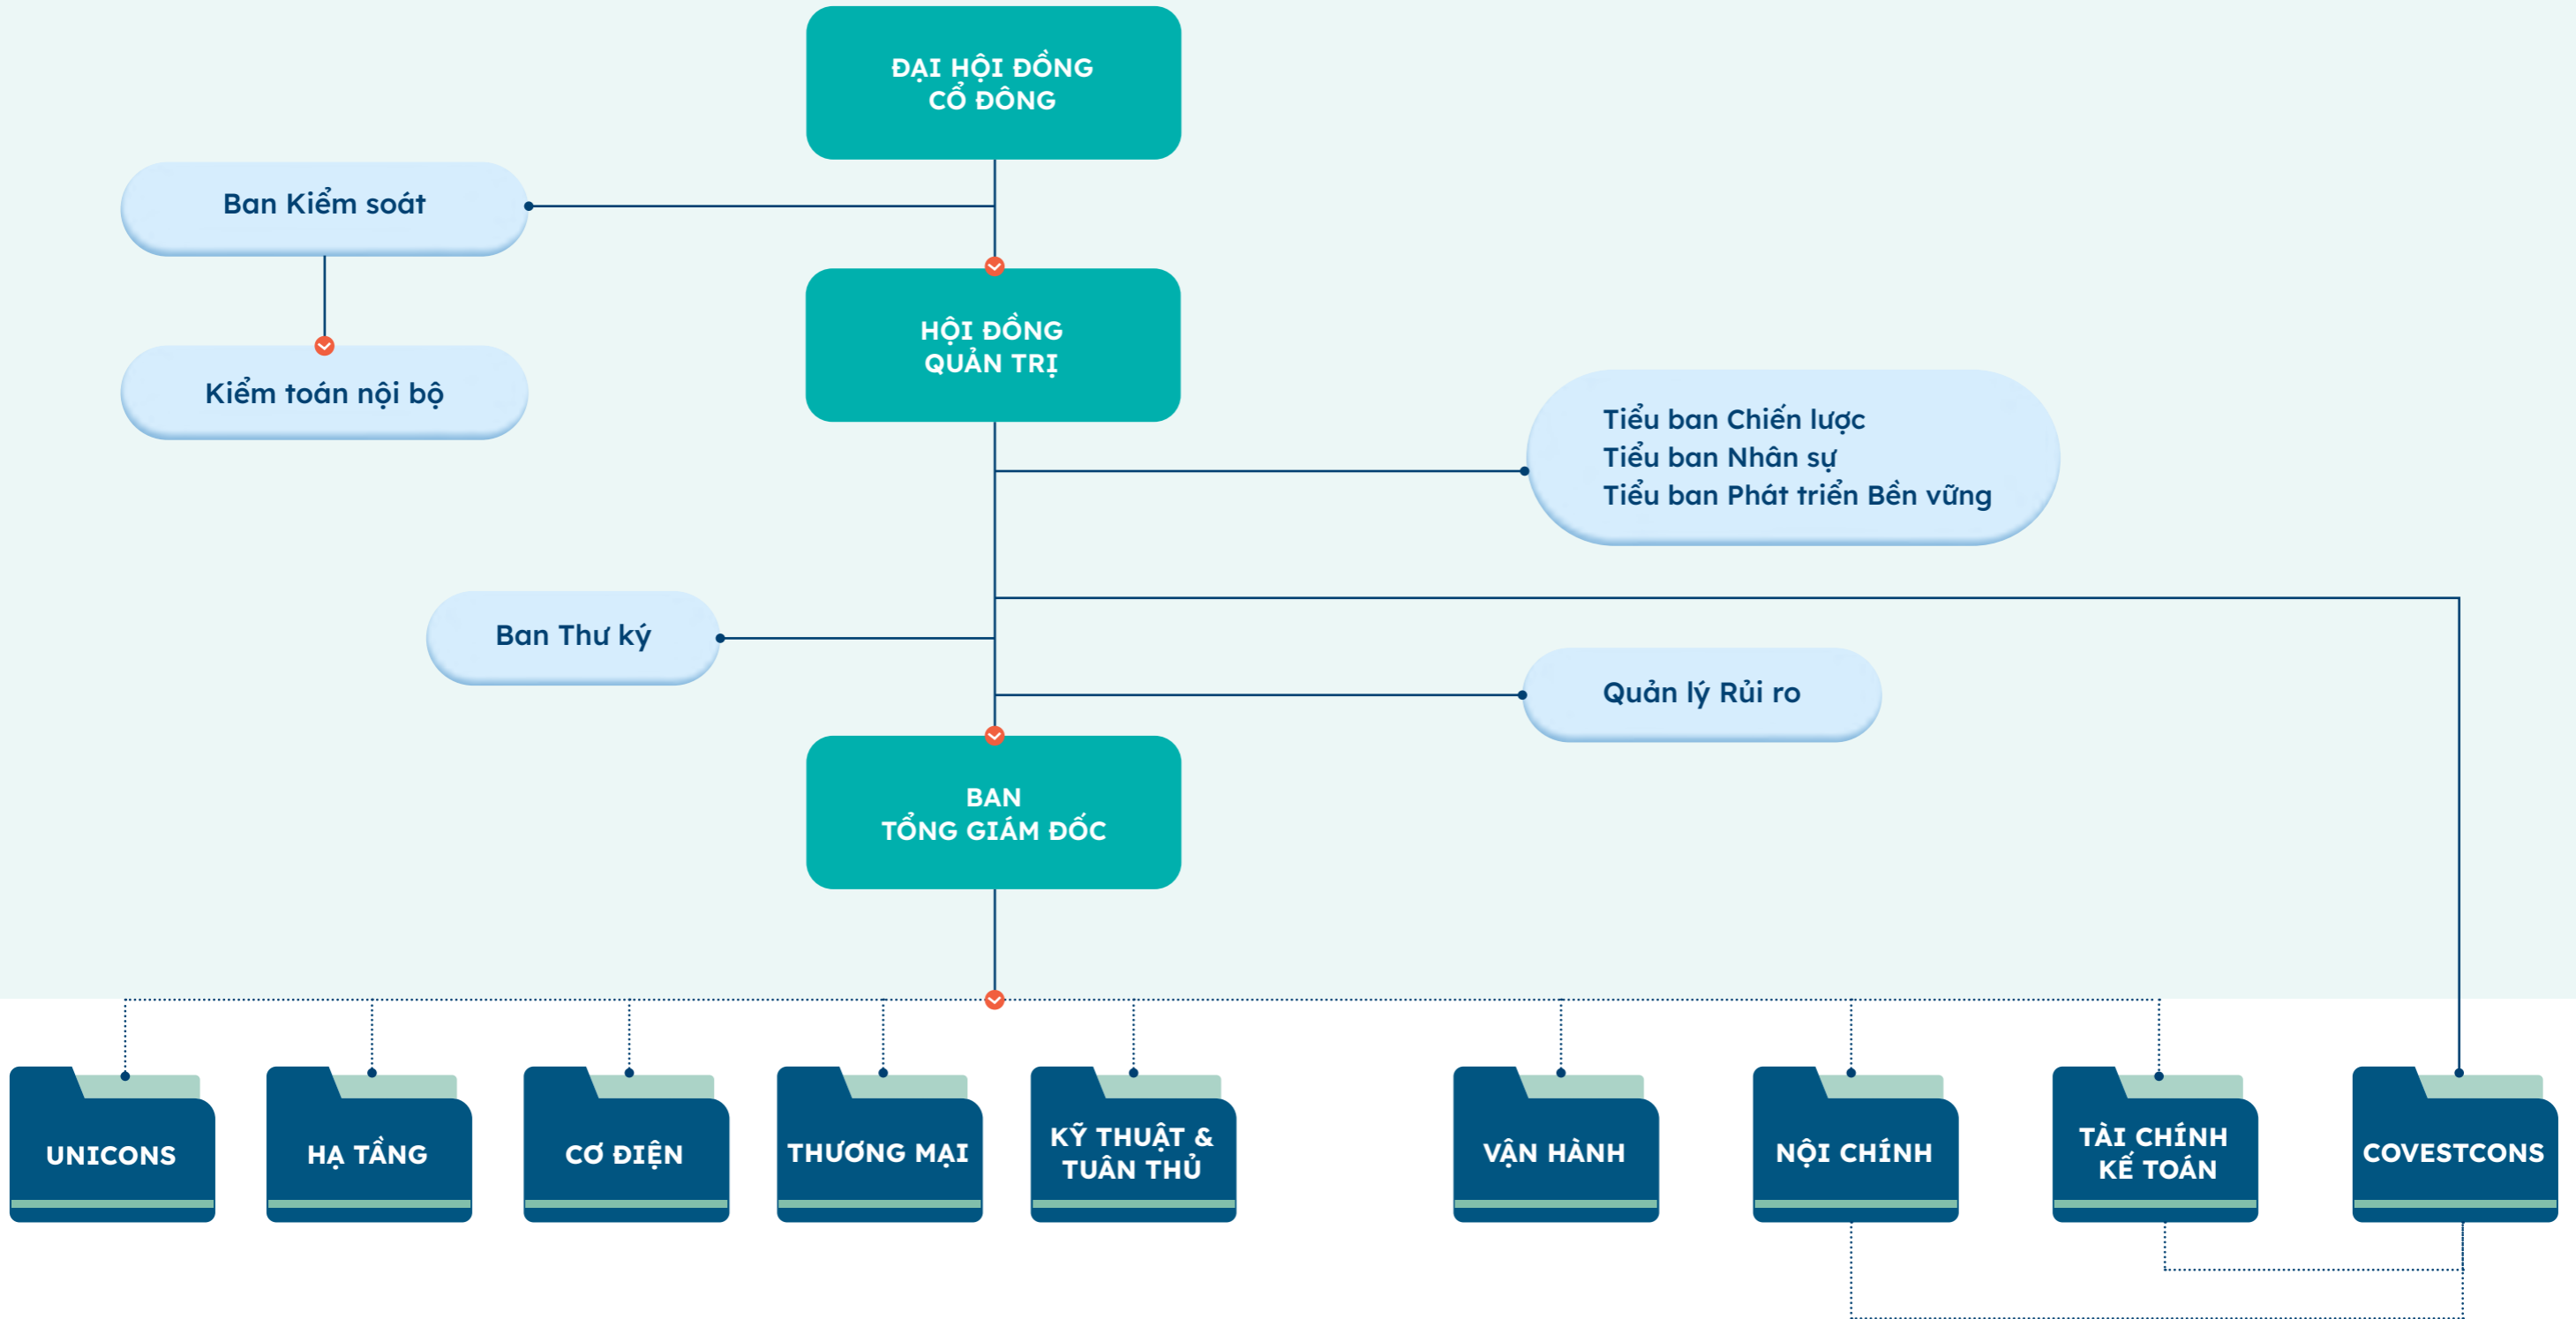 ĐẠI HỘI ĐỒNG
CỔ ĐÔNG
Ban Kiểm soát
HỘI ĐỒNG
QUẢN TRỊ
Kiểm toán nội bộ
Tiểu ban Chiến lược
Tiểu ban Nhân sự
Tiểu ban Phát triển Bền vững
Ban Thư ký
Quản lý Rủi ro
BAN
TỔNG GIÁM ĐỐC
UNICONS
HẠ TẦNG
CƠ ĐIỆN
THƯƠNG MẠI
KỸ THUẬT &
TUÂN THỦ
VẬN HÀNH
NỘI CHÍNH
TÀI CHÍNH
KẾ TOÁN
COVESTCONS